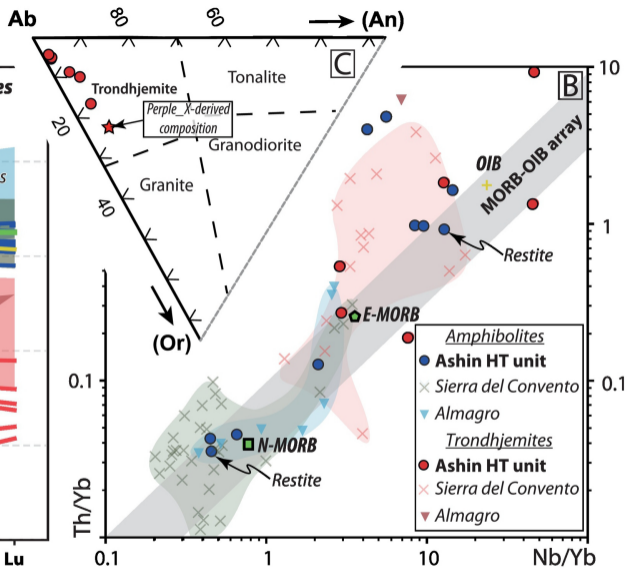 Ab
80
60
(An)
C
B
10
es
Tonalite
Trondhjemite
Perple_X-derived
composition
20
Granodiorite
OIB
MORB-OIB array
s
Granite
40
1
Restite
(Or)
E-MORB
Amphibolites
Ashin HT unit
Sierra del Convento
Almagro
Trondhjemites
Ashin HT unit
Sierra del Convento
Almagro
0.1
0.1
N-MORB
Restite
Th/Yb
Lu
0.1
1
10
Nb/Yb